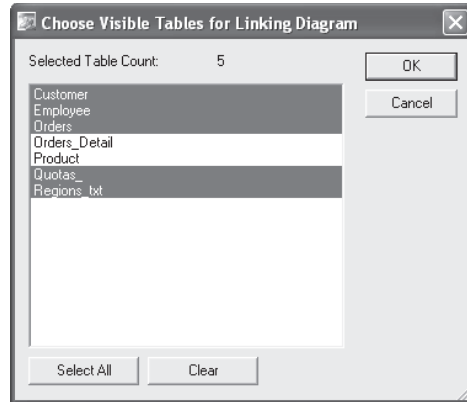 Choose Visible Tables for Linking Diagram
Selected Table Count: 5
OK
Customer
Cancel
Employee
Orders
Orders_Detail
Product
Quotas_
Regions_txt
Select All
Clear